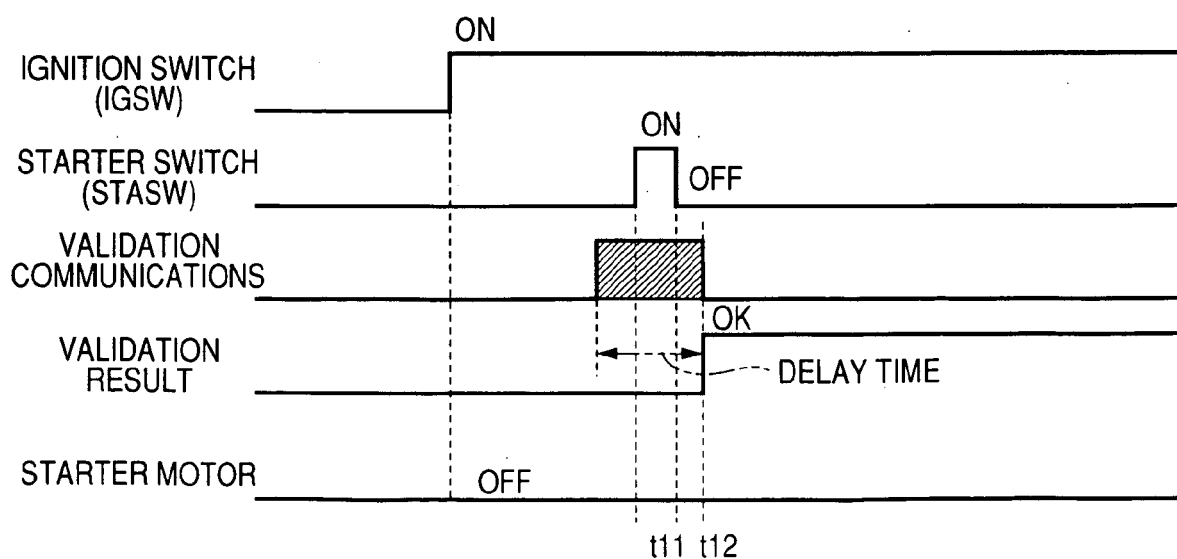 ON
IGNITION SWITCH
(IGSW)
ON
STARTER SWITCH
(STASW)
OFF
VALIDATION
COMMUNICATIONS
OK
VALIDATION
RESULT
DELAY TIME
STARTER MOTOR
OFF
t11 t12